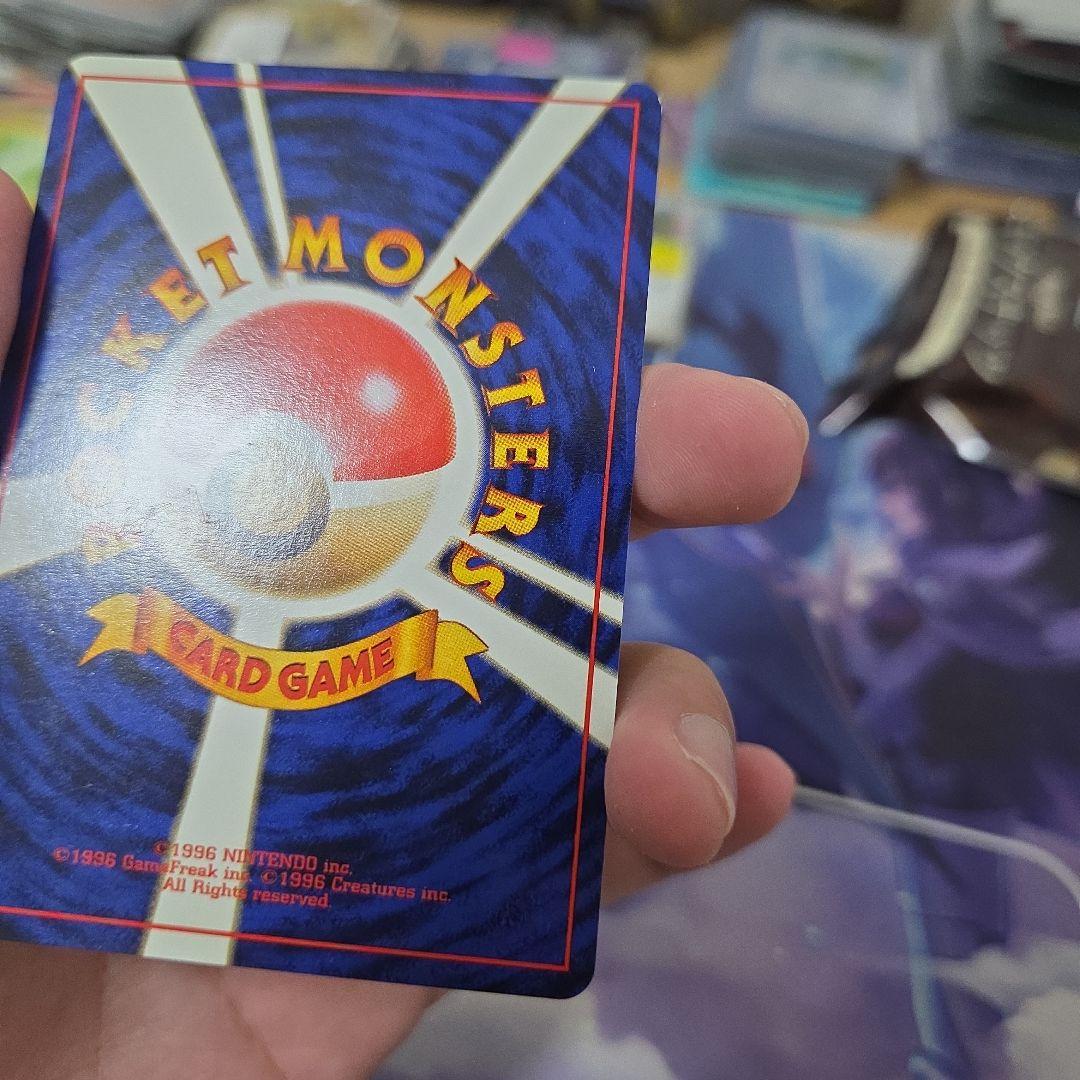 POCKET MONSTERS
CARD GAME
©1996 NINTENDO inc.
©1996 GameFreak inc. ©1996 Creatures inc.
All Rights reserved.